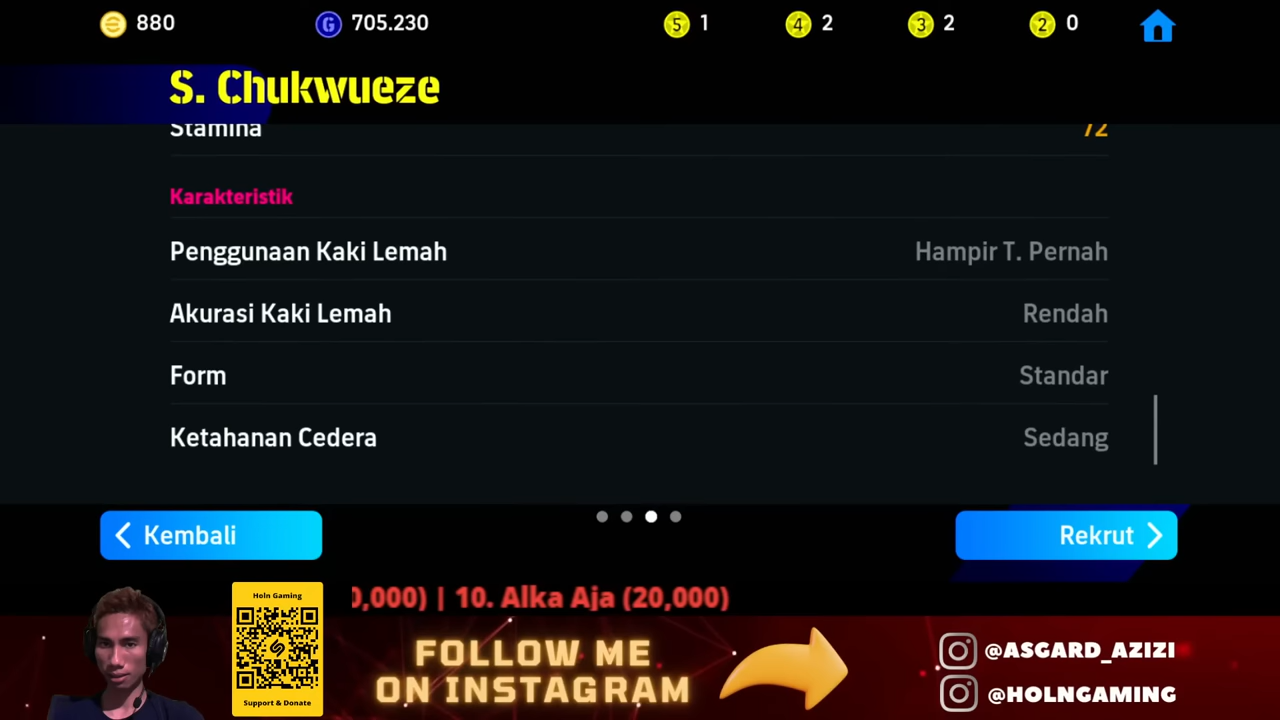 880
G 705.230
5 1
4 2
3 2
2 0
S. Chukwueze
Stamina 72
Karakteristik
Penggunaan Kaki Lemah Hampir T. Pernah
Akurasi Kaki Lemah Rendah
Form Standar
Ketahanan Cedera Sedang
Kembali
Rekrut
0,000) | 10. Alka Aja (20,000)
Holn Gaming
Support & Donate
FOLLOW ME
ON INSTAGRAM
@ASGARD_AZIZI
@HOLNGAMING